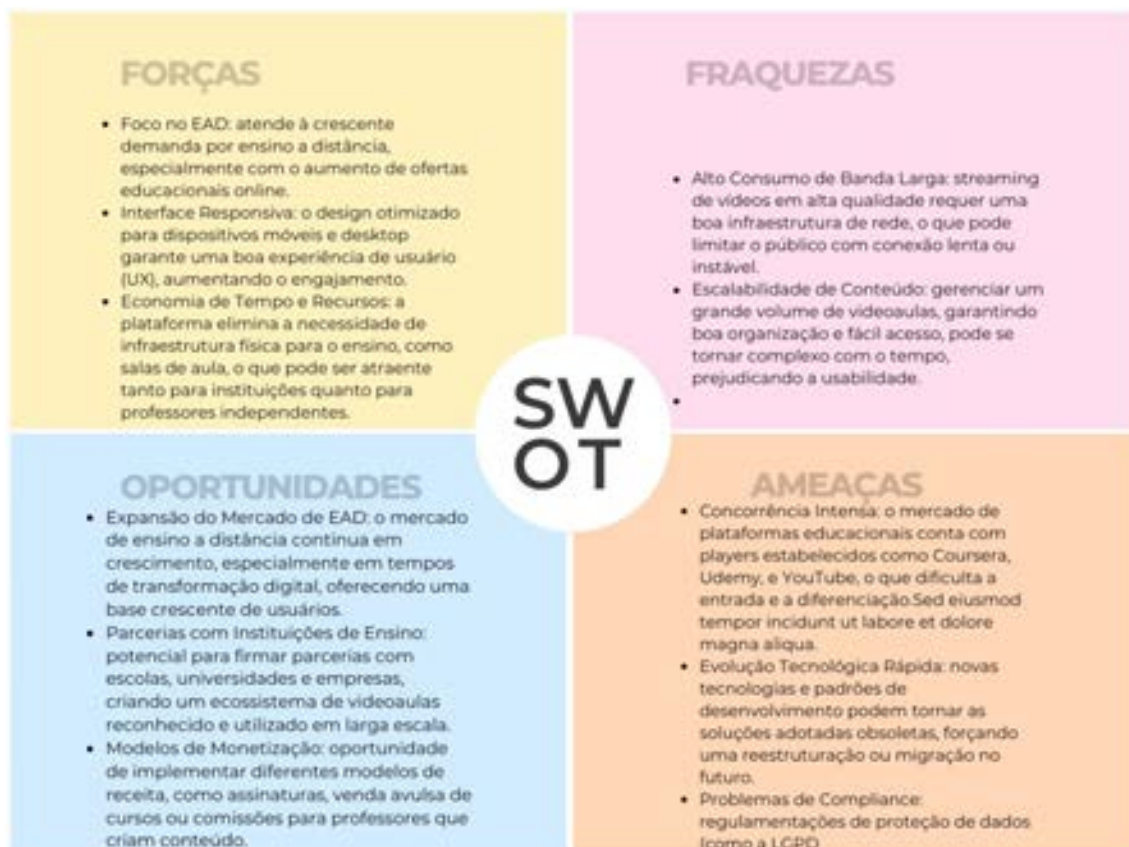 FORÇAS
• Foco no EAD: atende à crescente
demanda por ensino a distância,
especialmente com o aumento de ofertas
educacionais online.
• Interface Responsiva: o design otimizado
para dispositivos móveis e desktop
garante uma boa experiência de usuário
(UX), aumentando o engajamento.
• Economia de Tempo e Recursos: a
plataforma elimina a necessidade de
infraestrutura física para o ensino, como
salas de aula, o que pode ser atraente
tanto para instituições quanto para
professores independentes.
FRAQUEZAS
• Alto Consumo de Banda Larga: streaming
de vídeos em alta qualidade requer uma
boa infraestrutura de rede, o que pode
limitar o público com conexão lenta ou
instável.
• Escalabilidade de Conteúdo: gerenciar um
grande volume de videoaulas, garantindo
boa organização e fácil acesso, pode se
tornar complexo com o tempo,
prejudicando a usabilidade.
•
SW
OT
OPORTUNIDADES
• Expansão do Mercado de EAD: o mercado
de ensino a distância continua em
crescimento, especialmente em tempos
de transformação digital, oferecendo uma
base crescente de usuários.
• Parcerias com Instituições de Ensino:
potencial para firmar parcerias com
escolas, universidades e empresas,
criando um ecossistema de videoaulas
reconhecido e utilizado em larga escala.
• Modelos de Monetização: oportunidade
de implementar diferentes modelos de
receita, como assinaturas, venda avulsa de
cursos ou comissões para professores que
criam conteúdo.
AMEAÇAS
• Concorrência Intensa: o mercado de
plataformas educacionais conta com
players estabelecidos como Coursera,
Udemy, e YouTube, o que dificulta a
entrada e a diferenciação.Sed eiusmod
tempor incidunt ut labore et dolore
magna aliqua.
• Evolução Tecnológica Rápida: novas
tecnologias e padrões de
desenvolvimento podem tornar as
soluções adotadas obsoletas, forçando
uma reestruturação ou migração no
futuro.
• Problemas de Compliance:
regulamentações de proteção de dados
(como a LGPD